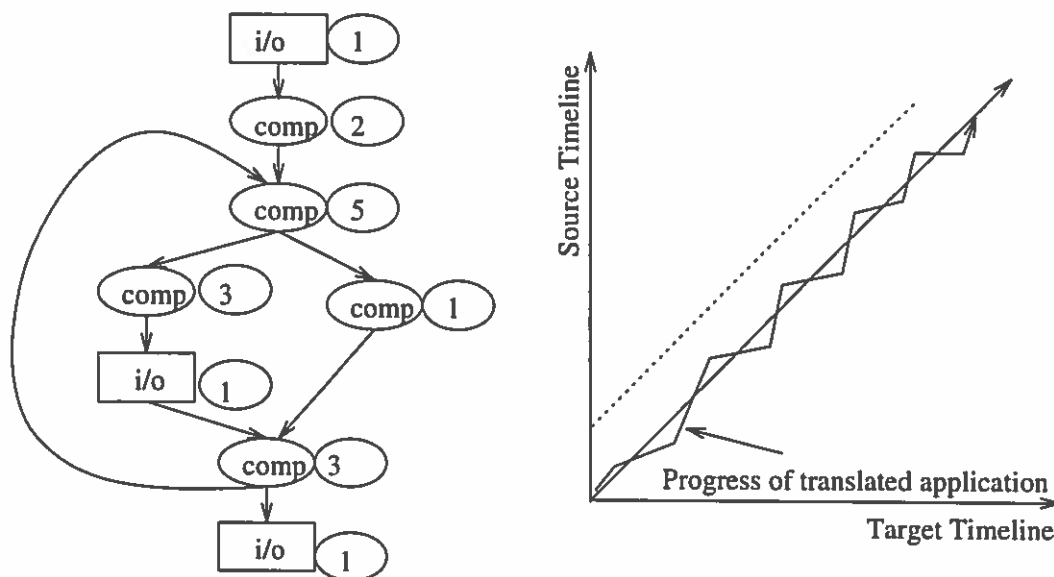 i/o 1
comp 2
comp 5
comp 3
comp 1
i/o 1
comp 3
i/o 1
Source Timeline
Progress of translated application
Target Timeline